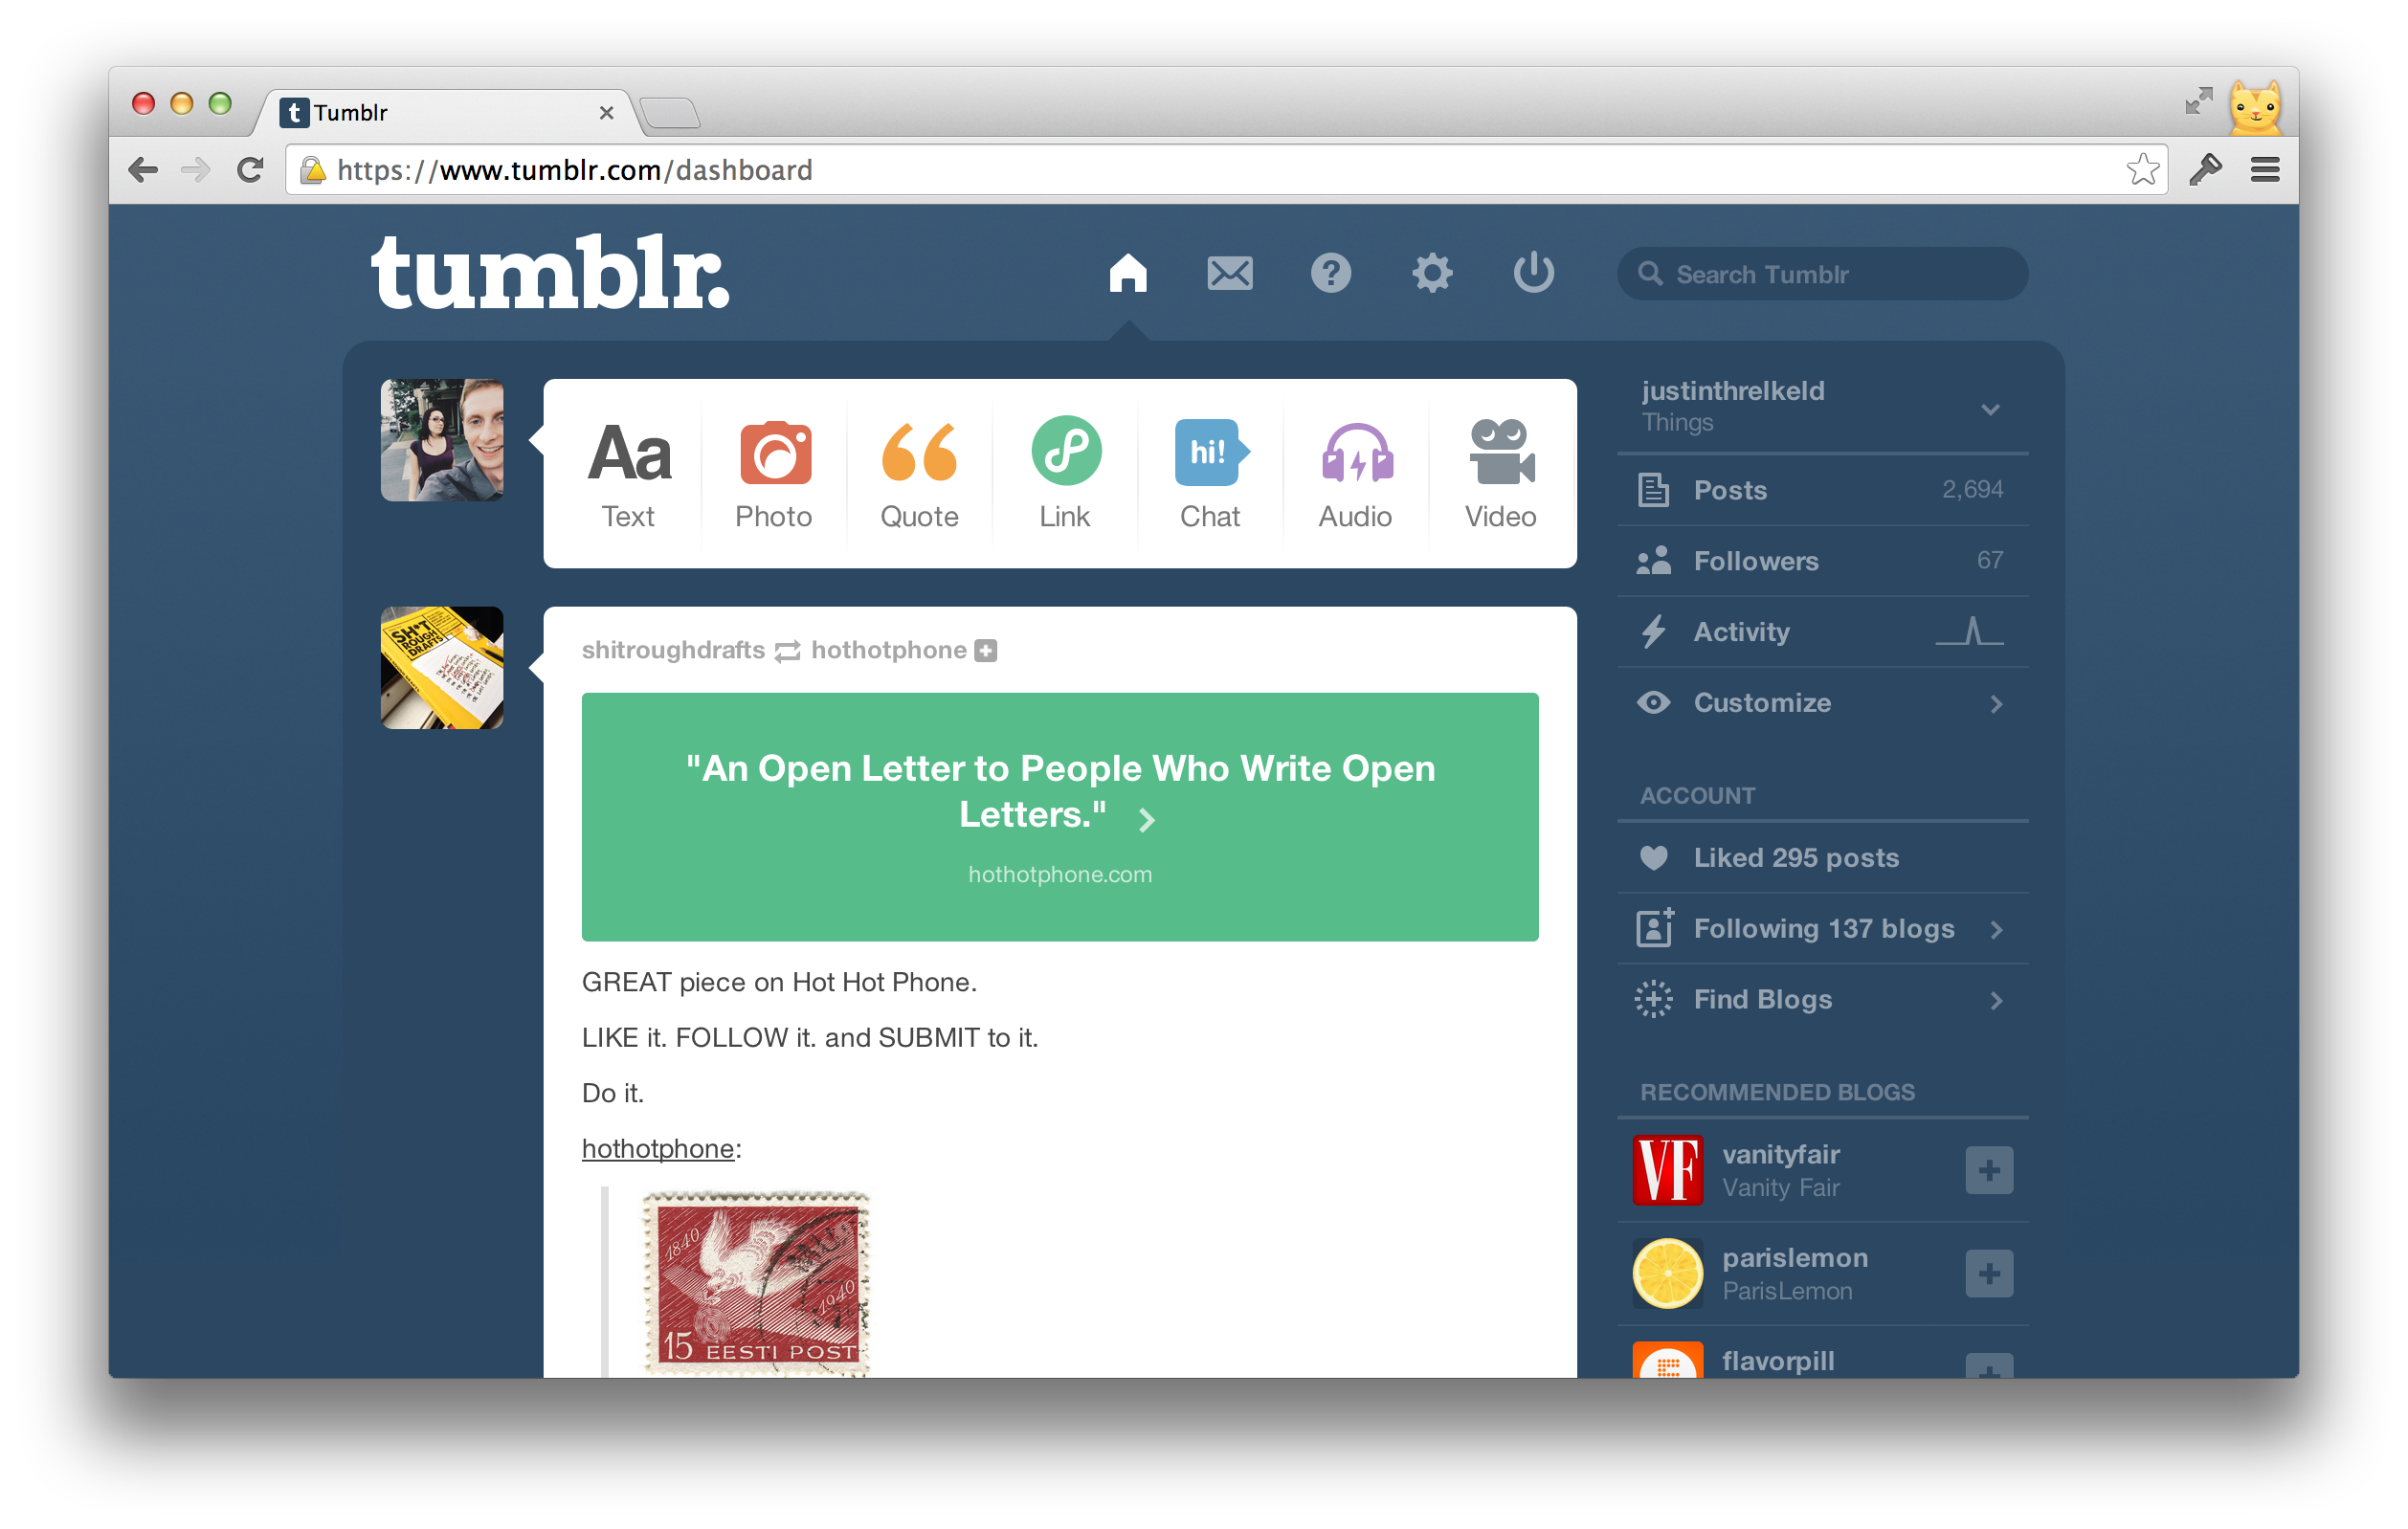 Tumblr
https://www.tumblr.com/dashboard
tumblr.
Search Tumblr
Aa
hi!
Text
Photo
Quote
Link
Chat
Audio
Video
justinthrelkeld
Things
Posts 2,694
Followers 67
Activity
Customize
ACCOUNT
Liked 295 posts
Following 137 blogs
Find Blogs
RECOMMENDED BLOGS
VF
vanityfair
Vanity Fair
parislemon
ParisLemon
flavorpill
SH*T
ROUGH
DRAFTS
shitroughdrafts hothotphone
"An Open Letter to People Who Write Open
Letters."
hothotphone.com
GREAT piece on Hot Hot Phone.
LIKE it. FOLLOW it. and SUBMIT to it.
Do it.
hothotphone:
1840
1940
15 EESTI POST